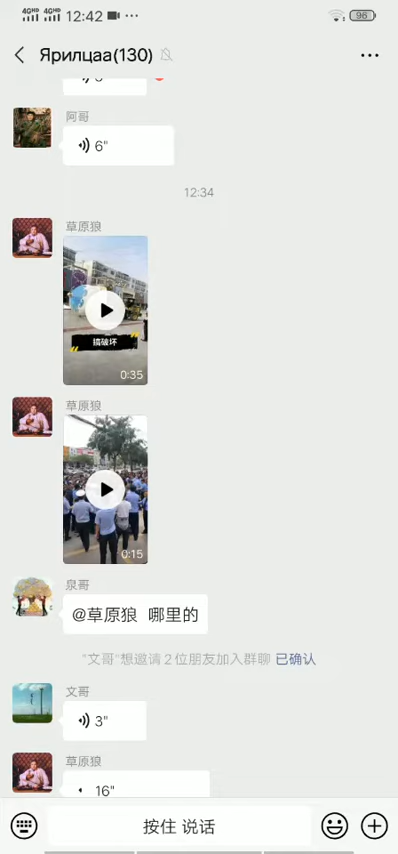 4GHD 4GHD 12:42 96
Ярилцаа(130)
阿哥
6"
12:34
草原狼
搞破坏
0:35
草原狼
0:15
泉哥
@草原狼 哪里的
"文哥"想邀请2位朋友加入群聊 已确认
文哥
3"
草原狼
16"
按住 说话